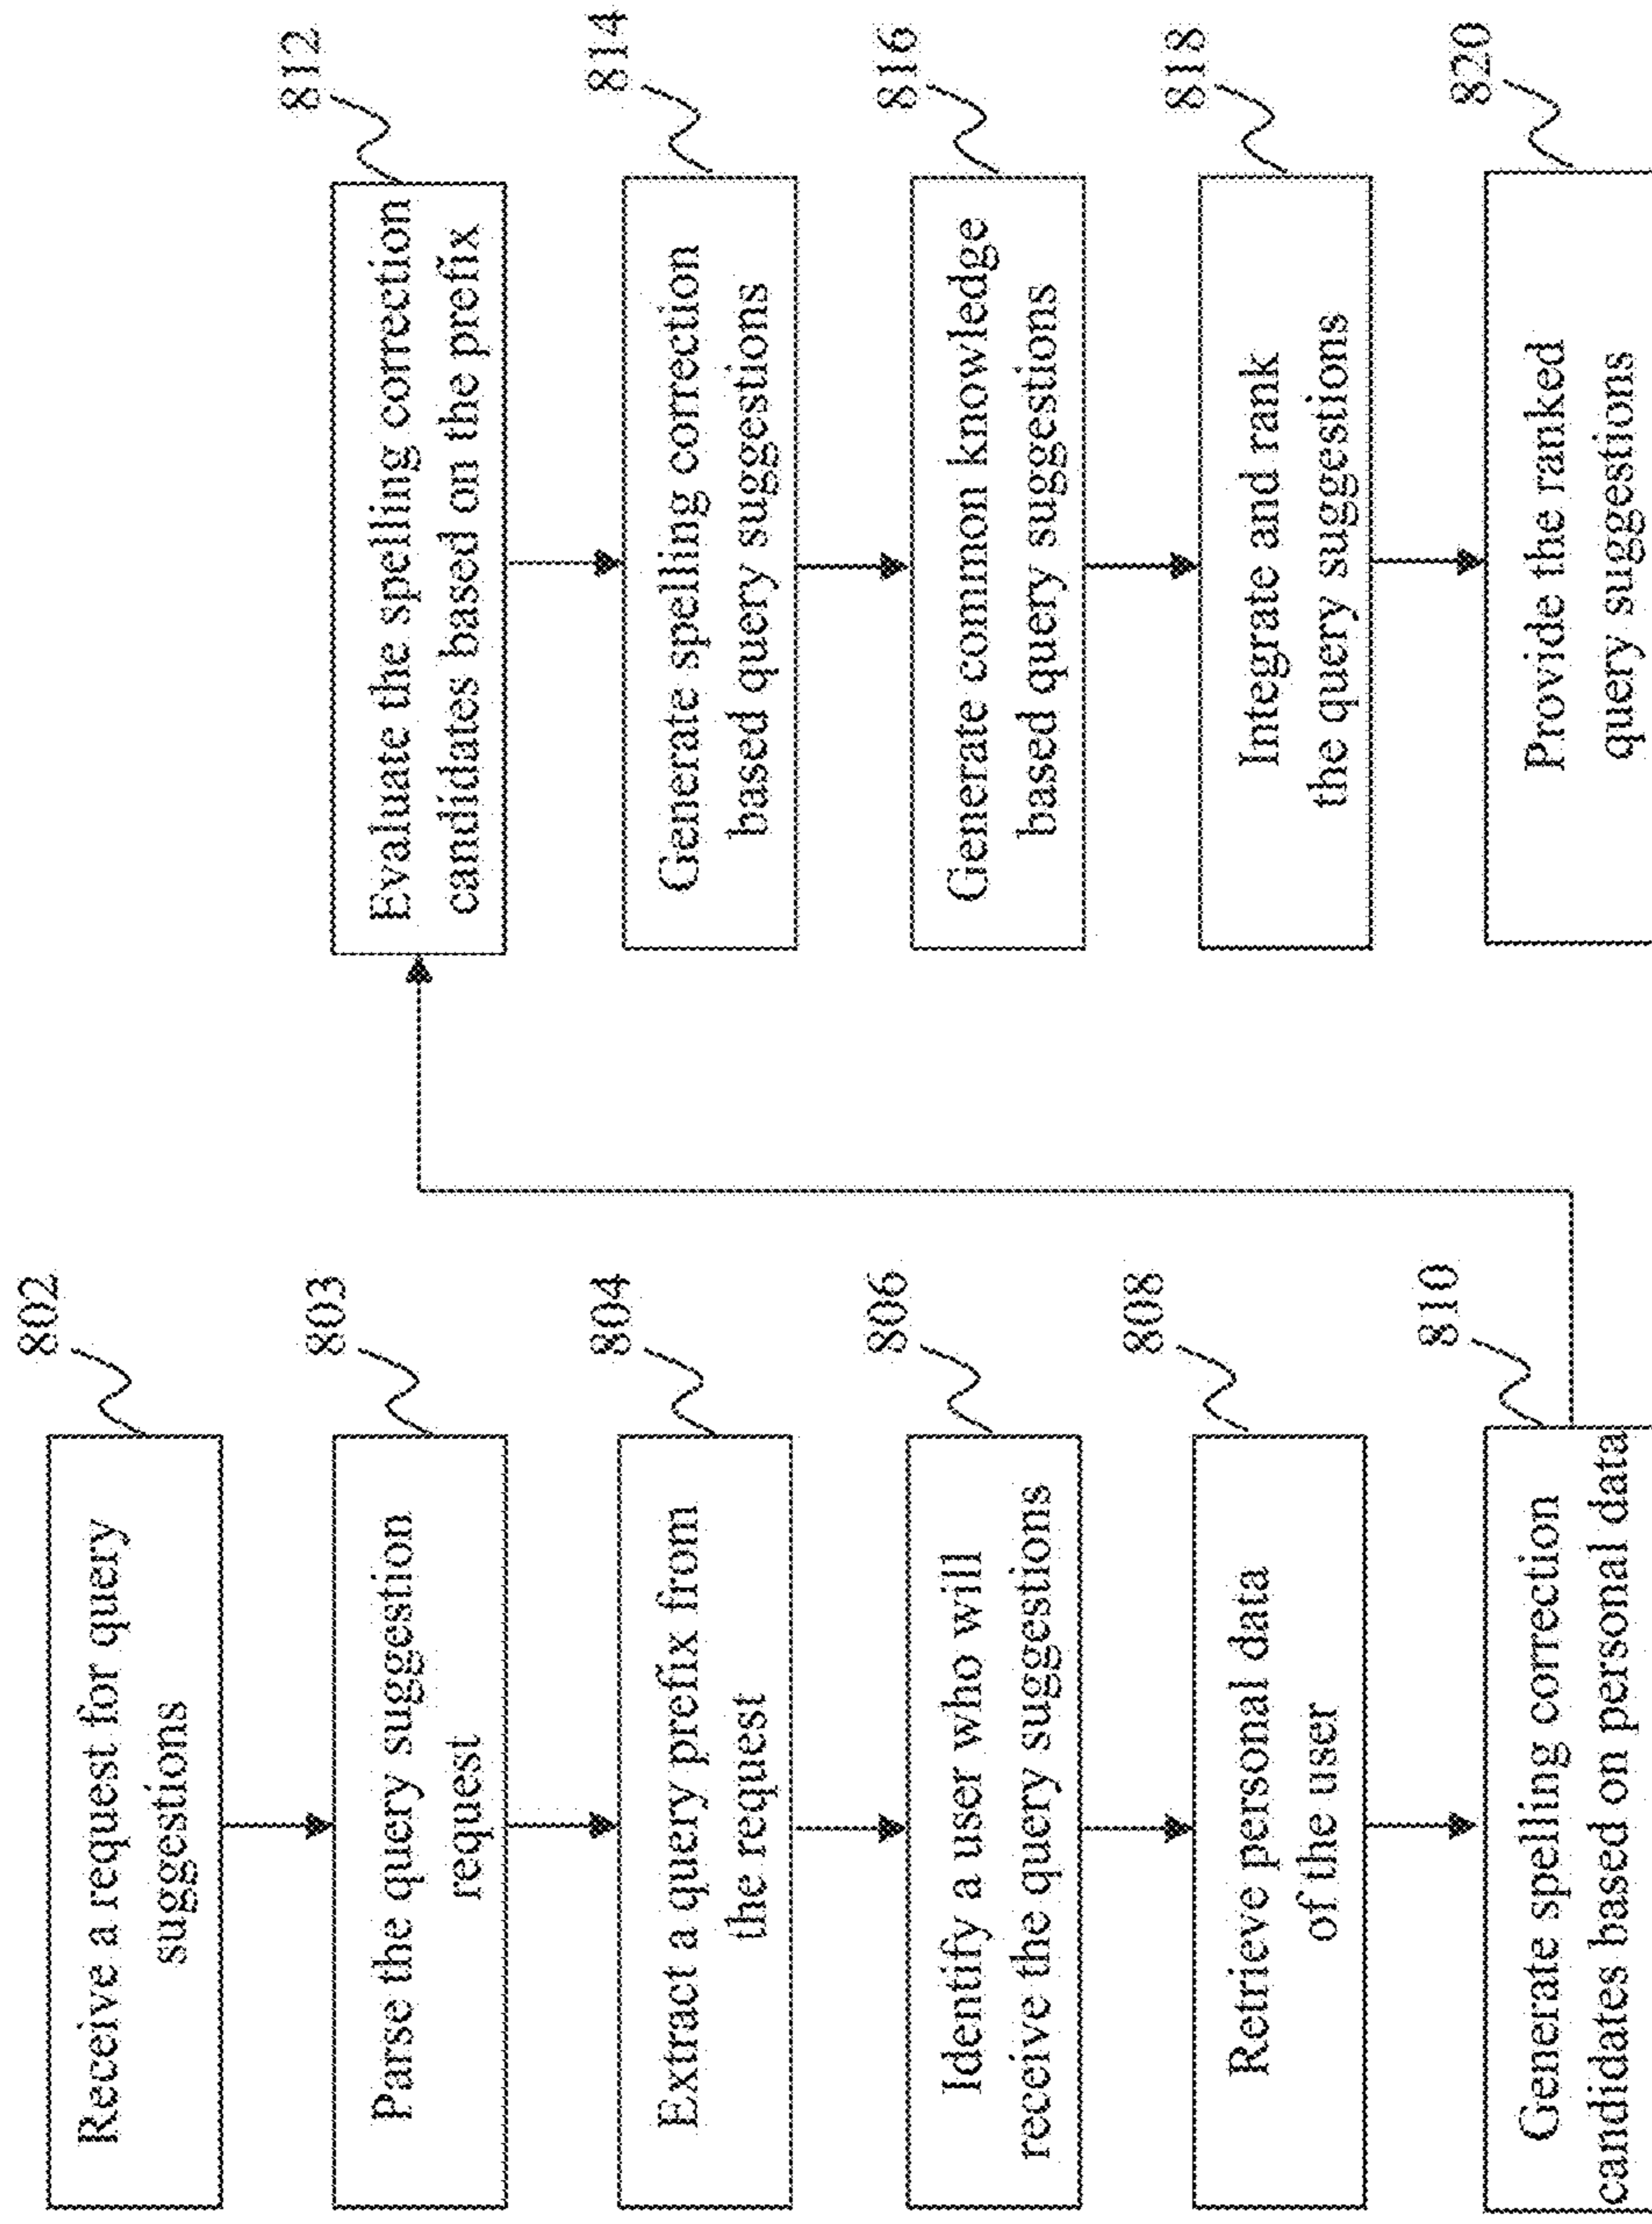 802
Receive a request for query
suggestions
803
Parse the query suggestion
request
804
Extract a query prefix from
the request
806
Identify a user who will
receive the query suggestions
808
Retrieve personal data
of the user
810
Generate spelling correction
candidates based on personal data
812
Evaluate the spelling correction
candidates based on the prefix
814
Generate spelling correction
based query suggestions
816
Generate common knowledge
based query suggestions
818
Integrate and rank
the query suggestions
820
Provide the ranked
query suggestions